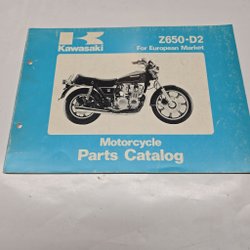 Kawasaki
Z650-D2
For European Market
Motorcycle
Parts Catalog